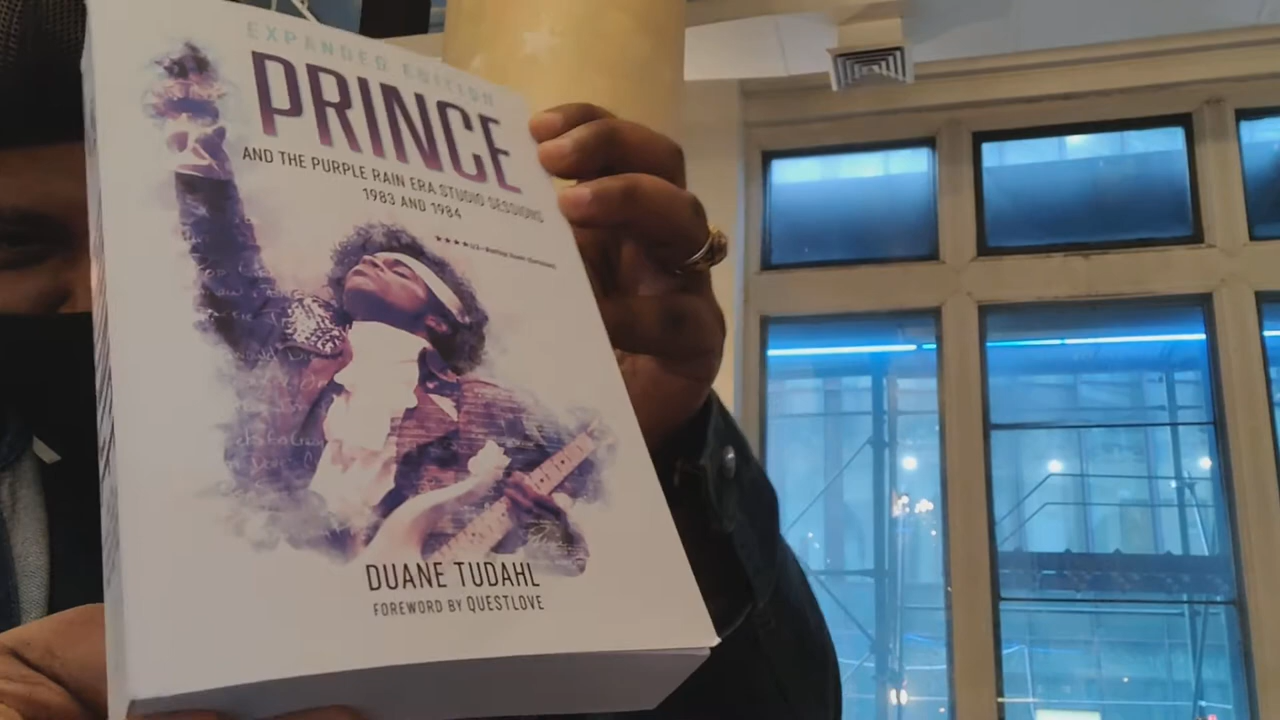 EXPANDED EDITION
PRINCE
AND THE PURPLE RAIN ERA STUDIO SESSIONS
1983 AND 1984
★★★★
DUANE TUDAHL
FOREWORD BY QUESTLOVE